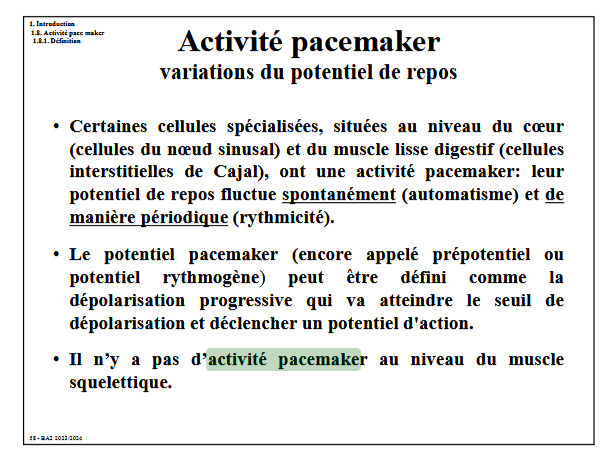 1. Introduction
1.8. Activité pace maker
1.8.1. Définition
Activité pacemaker
variations du potentiel de repos
• Certaines cellules spécialisées, situées au niveau du cœur
(cellules du nœud sinusal) et du muscle lisse digestif (cellules
interstitielles de Cajal), ont une activité pacemaker: leur
potentiel de repos fluctue spontanément (automatisme) et de
manière périodique (rythmicité).
• Le potentiel pacemaker (encore appelé prépotentiel ou
potentiel rythmogène) peut être défini comme la
dépolarisation progressive qui va atteindre le seuil de
dépolarisation et déclencher un potentiel d'action.
• Il n’y a pas d’activité pacemaker au niveau du muscle
squelettique.
58 - BA2 2023/2024